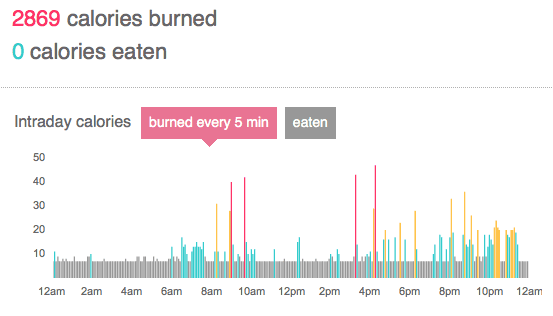 2869 calories burned
0 calories eaten
Intraday calories burned every 5 min eaten
50
40
30
20
10
12am 2am 4am 6am 8am 10am 12pm 2pm 4pm 6pm 8pm 10pm 12am